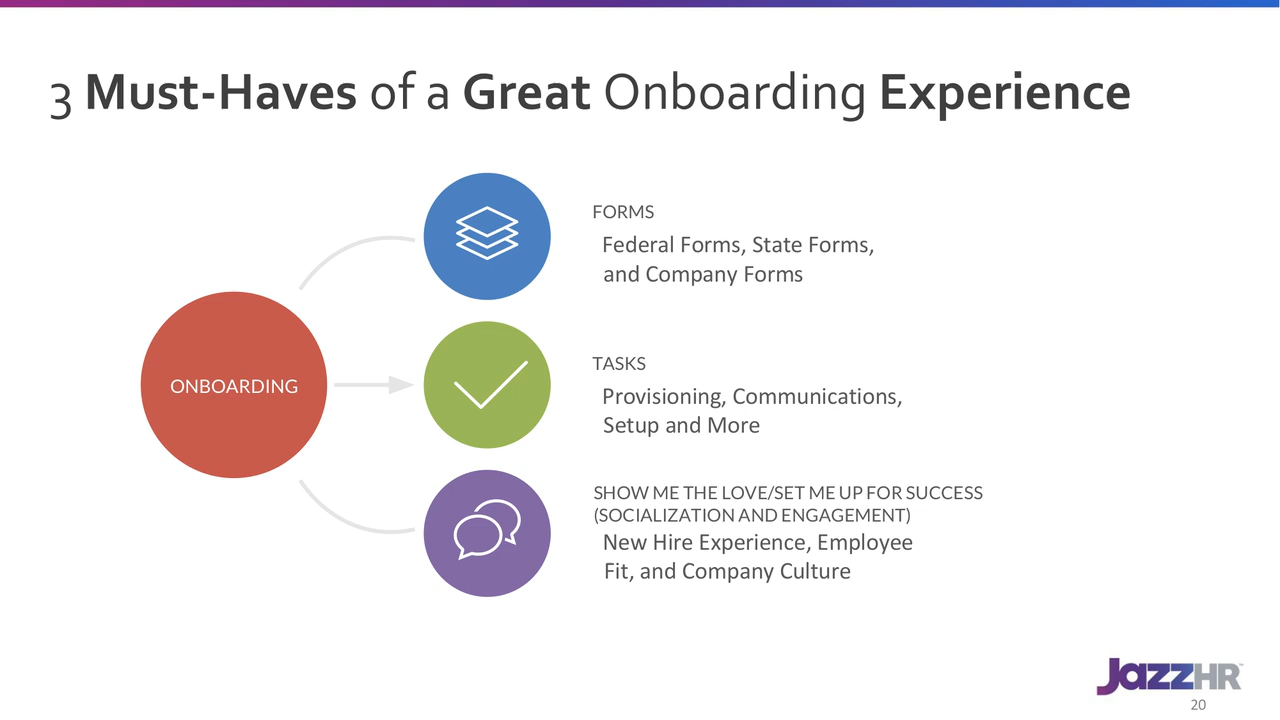 3 Must-Haves of a Great Onboarding Experience
ONBOARDING
FORMS
Federal Forms, State Forms,
and Company Forms
TASKS
Provisioning, Communications,
Setup and More
SHOW ME THE LOVE/SET ME UP FOR SUCCESS
(SOCIALIZATION AND ENGAGEMENT)
New Hire Experience, Employee
Fit, and Company Culture
JazzHR™
20